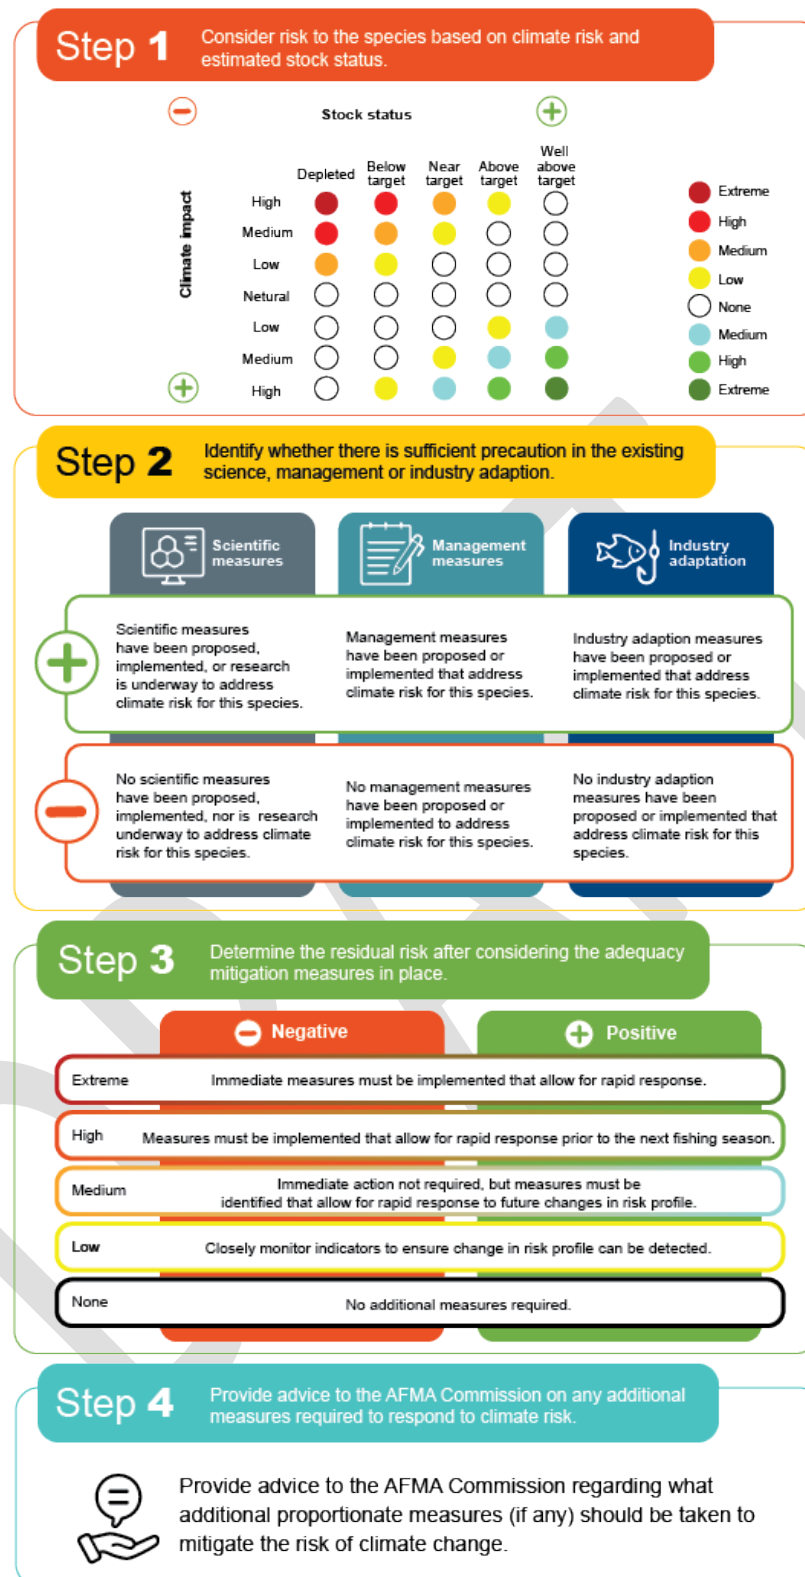 Step 1
Consider risk to the species based on climate risk and
estimated stock status.
Stock status
Climate impact
Depleted
Below
target
Near
target
Above
target
Well
above
target
High
Medium
Low
Netural
Low
Medium
High
Extreme
High
Medium
Low
None
Medium
High
Extreme
Step 2
Identify whether there is sufficient precaution in the existing
science, management or industry adaption.
Scientific
measures
Management
measures
Industry
adaptation
Scientific measures
have been proposed,
implemented, or research
is underway to address
climate risk for this species.
Management measures
have been proposed or
implemented that address
climate risk for this species.
Industry adaption measures
have been proposed or
implemented that address
climate risk for this species.
No scientific measures
have been proposed,
implemented, nor is research
underway to address climate
risk for this species.
No management measures
have been proposed or
implemented to address
climate risk for this species.
No industry adaption
measures have been
proposed or implemented that
address climate risk for this
species.
Step 3
Determine the residual risk after considering the adequacy
mitigation measures in place.
Negative
Positive
Extreme
Immediate measures must be implemented that allow for rapid response.
High
Measures must be implemented that allow for rapid response prior to the next fishing season.
Medium
Immediate action not required, but measures must be
identified that allow for rapid response to future changes in risk profile.
Low
Closely monitor indicators to ensure change in risk profile can be detected.
None
No additional measures required.
Step 4
Provide advice to the AFMA Commission on any additional
measures required to respond to climate risk.
Provide advice to the AFMA Commission regarding what
additional proportionate measures (if any) should be taken to
mitigate the risk of climate change.